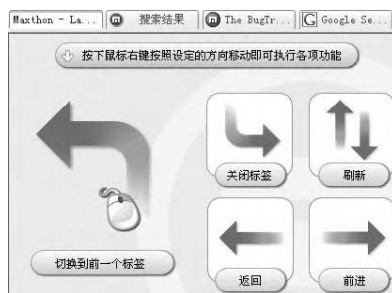 Maxthon - La...
搜索结果
The BugTr...
Google Se...
按下鼠标右键按照设定的方向移动即可执行各项功能
关闭标签
刷新
切换到前一个标签
返回
前进